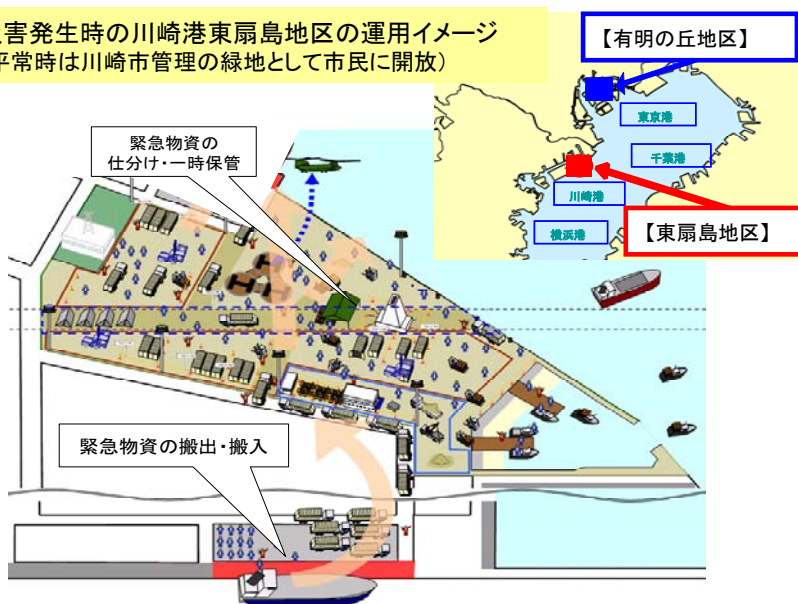 害発生時の川崎港東扇島地区の運用イメージ
平常時は川崎市管理の緑地として市民に開放）
【有明の丘地区】
東京港
千葉港
川崎港
横浜港
【東扇島地区】
緊急物資の
仕分け・一時保管
緊急物資の搬出・搬入